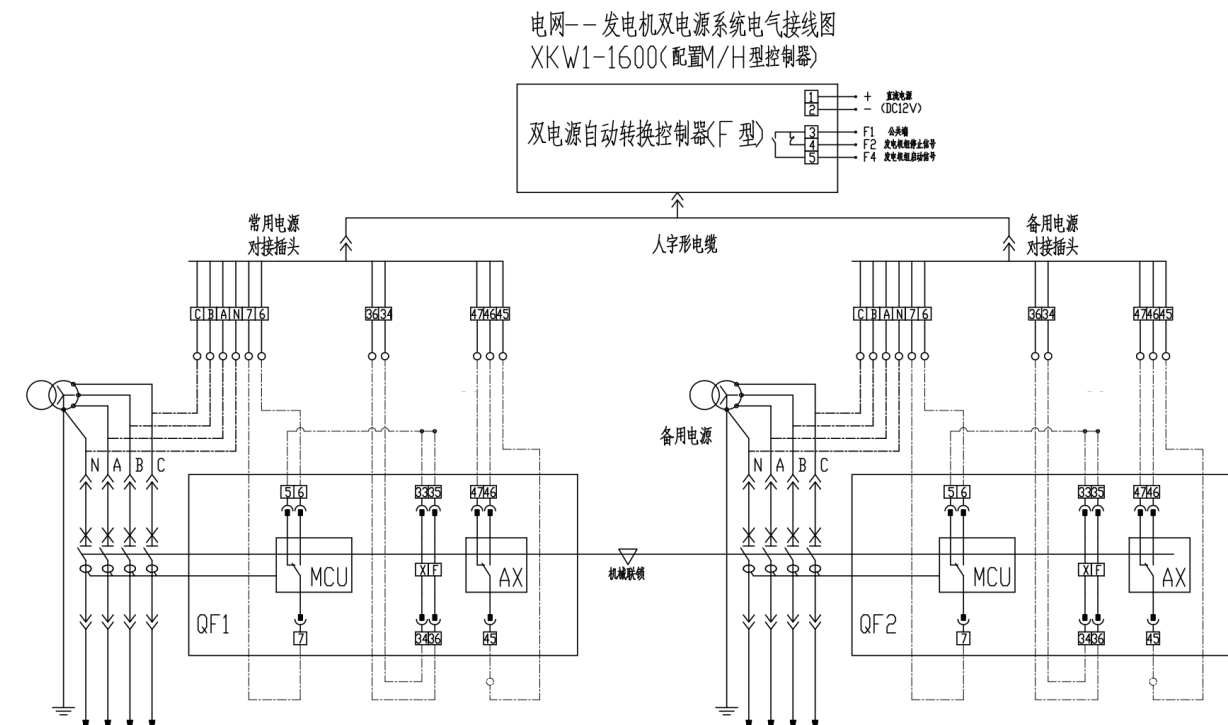 电网--发电机双电源系统电气接线图
XKW1-1600(配置M/H型控制器)
双电源自动转换控制器(F 型)
1 + 直流电源
2 - (DC12V)
3 F1 公共端
4 F2 发电机组停止信号
5 F4 发电机组启动信号
常用电源
对接插头
人字形电缆
备用电源
对接插头
C B A N 7 6
36 34
47 46 45
C B A N 7 6
36 34
47 46 45
备用电源
N A B C
N A B C
5 6
33 35
47 46
5 6
33 35
47 46
MCU
X F
AX
机械联锁
MCU
X F
AX
QF1
7
34 36
45
QF2
7
34 36
45